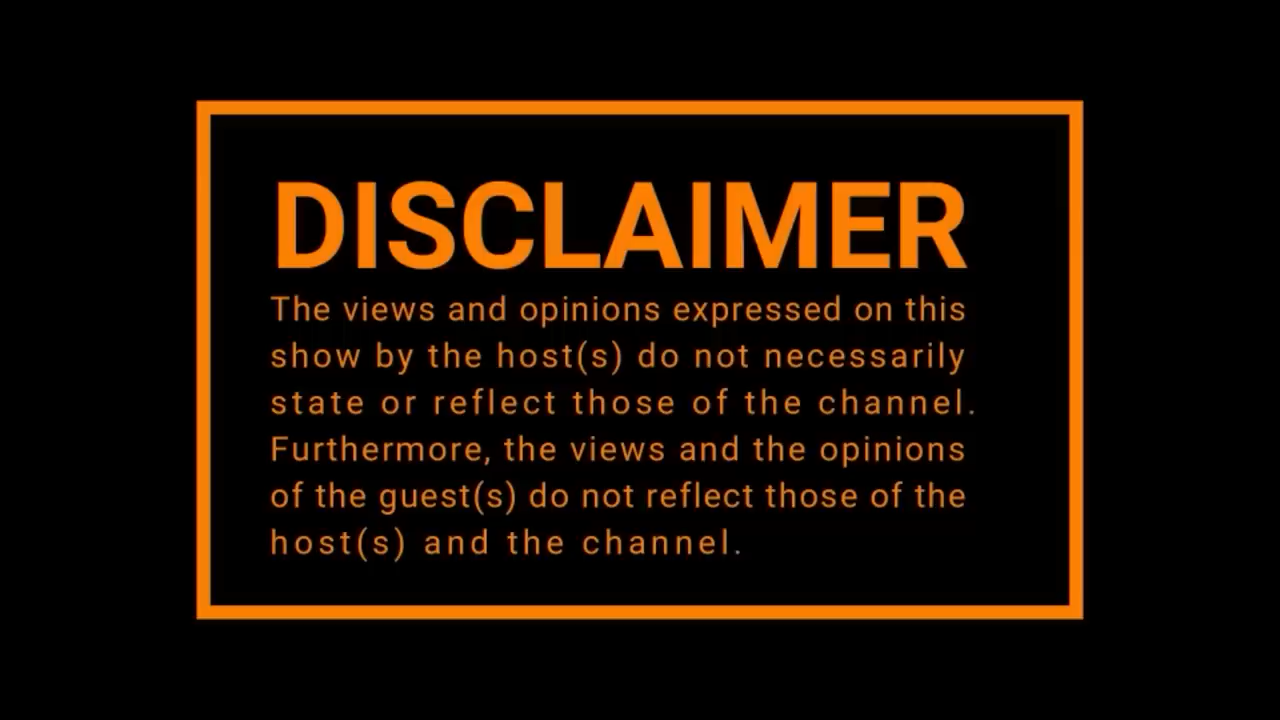 DISCLAIMER
The views and opinions expressed on this
show by the host(s) do not necessarily
state or reflect those of the channel.
Furthermore, the views and the opinions
of the guest(s) do not reflect those of the
host(s) and the channel.